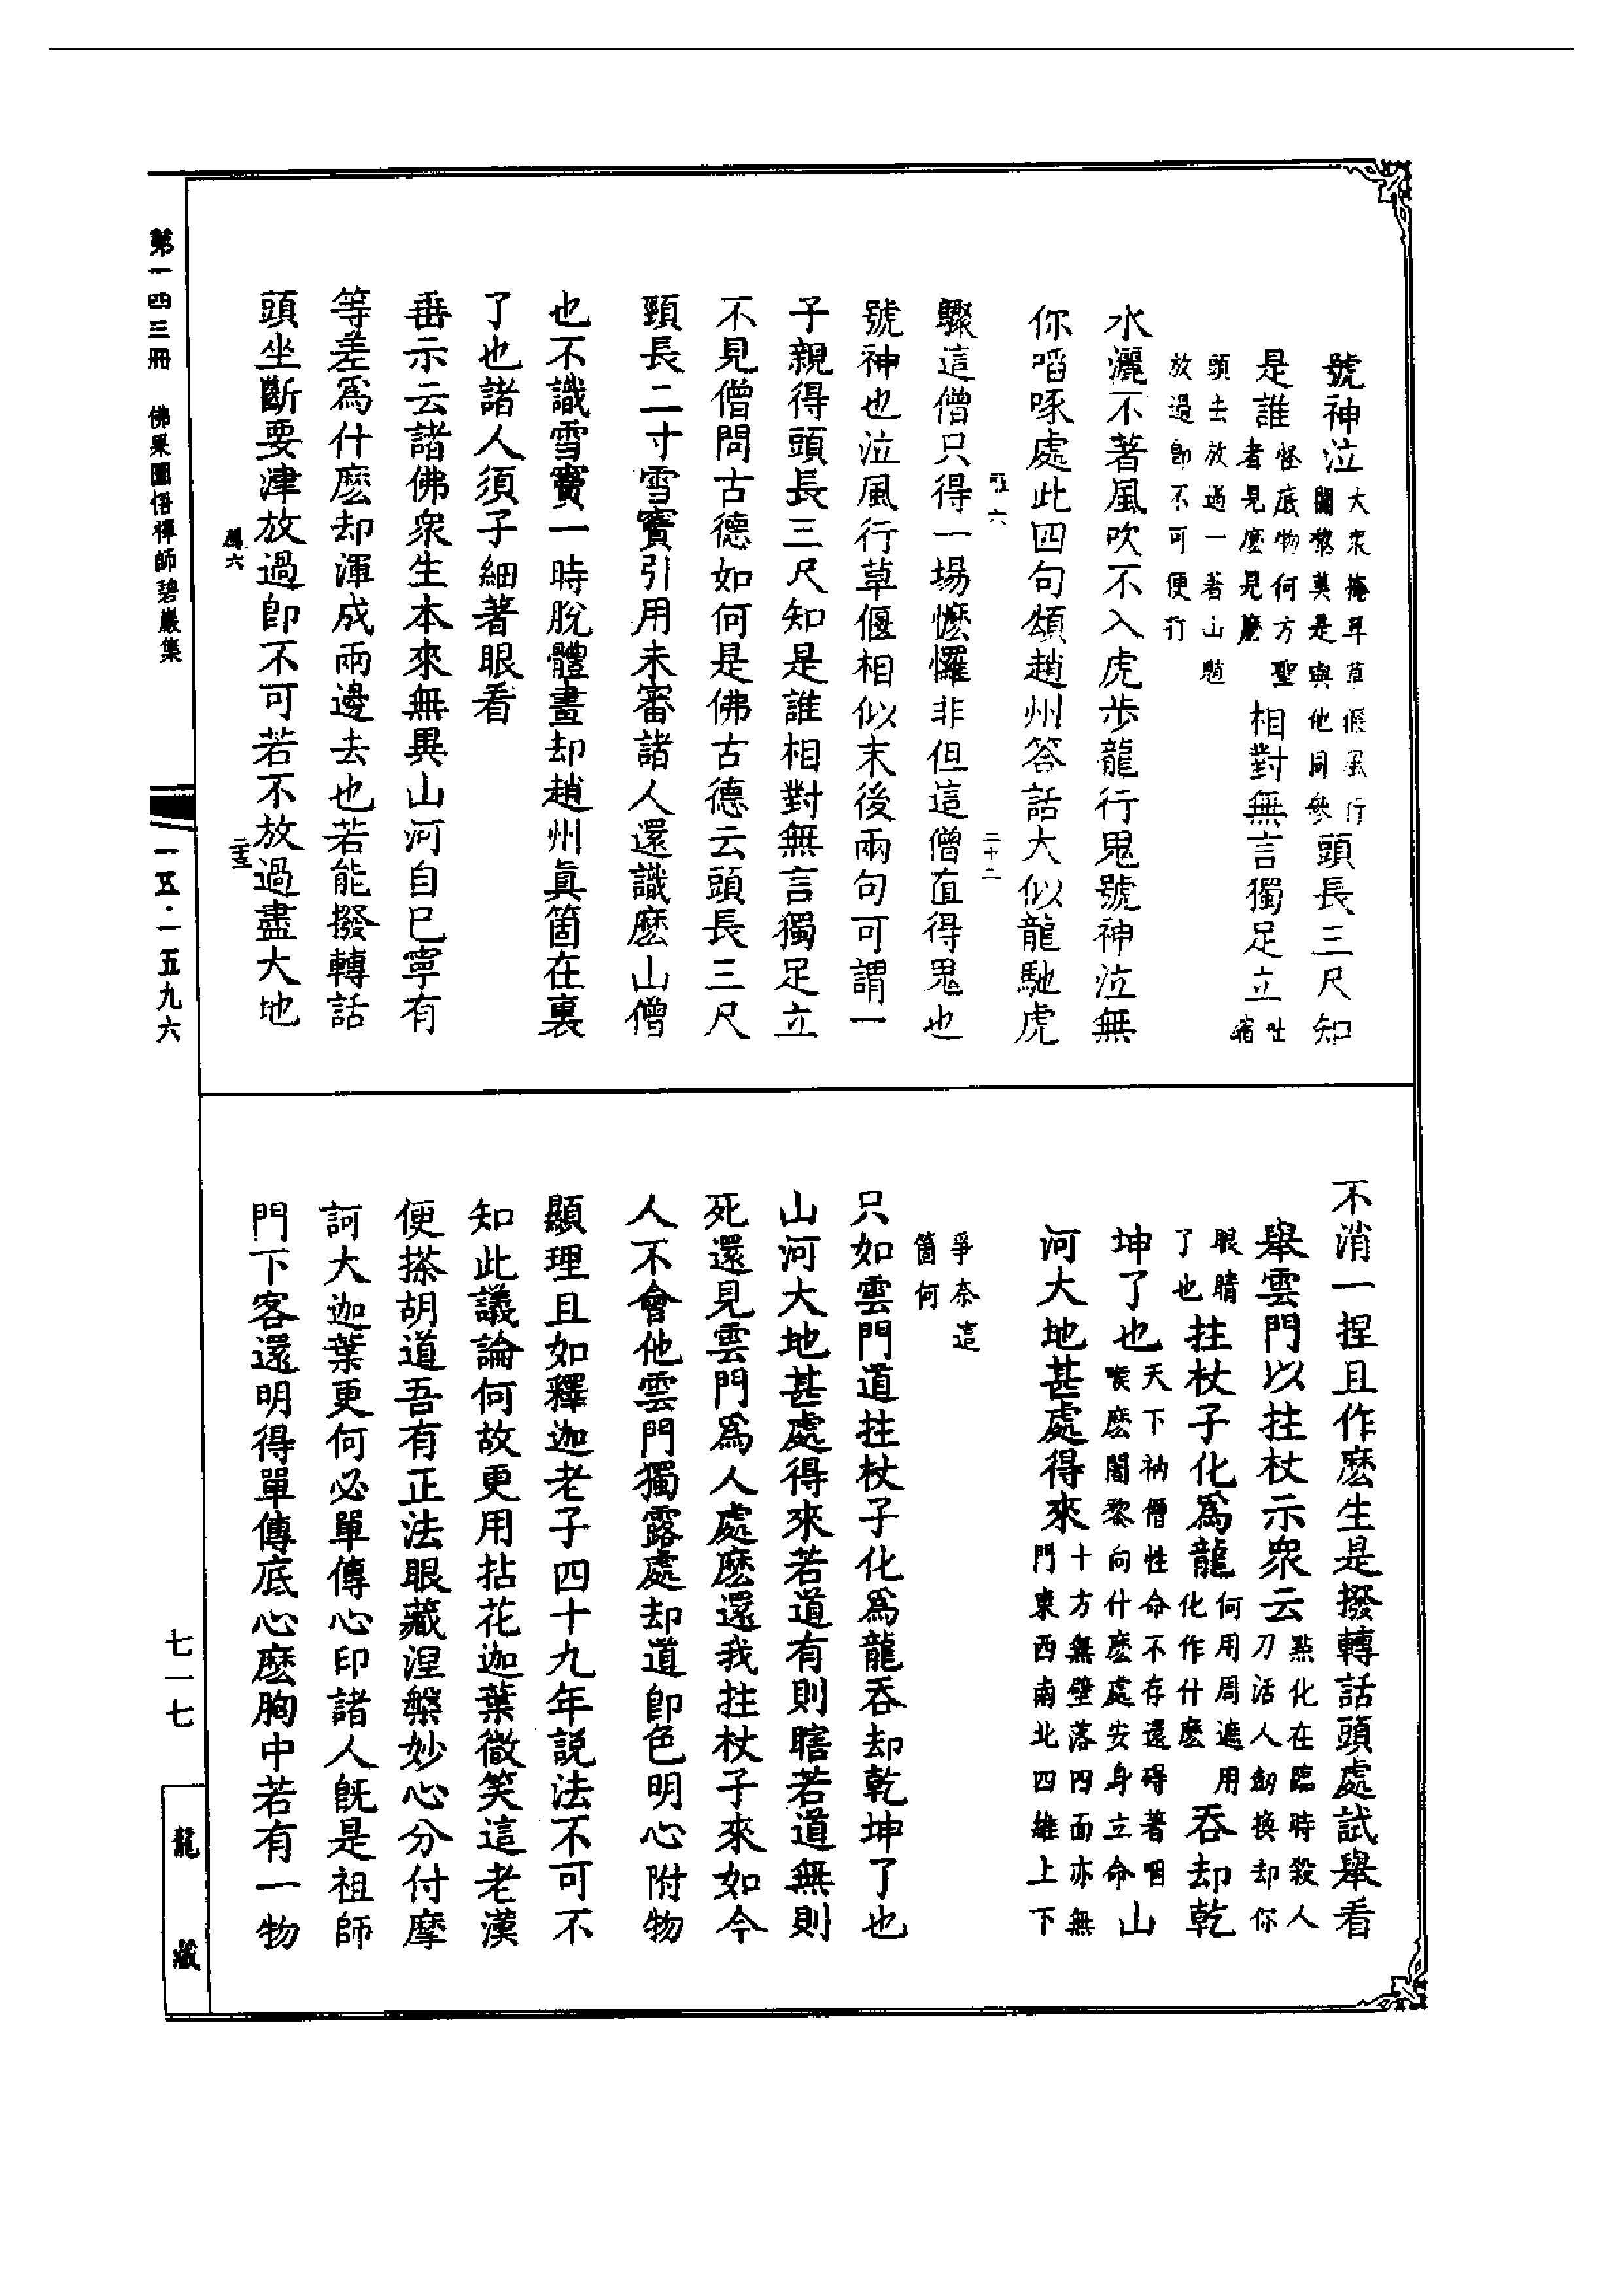 號神泣大衆掩耳草偃風行闍黎莫是與他同參頭長三尺知
是誰怪底物何方聖者見麽見麽相對無言獨足立咄縮
頭去放過一著山魈放過即不可便打
水灑不著風吹不入虎步龍行鬼號神泣無
你㗖啄處此四句頌趙州答話大似龍馳虎
驟這僧只得一場懡㦬非但這僧直得鬼也
號神也泣風行草偃相似末後兩句可謂一
子親得頭長三尺知是誰相對無言獨足立
不見僧問古德如何是佛古德云頭長三尺
頸長二寸雪竇引用未審諸人還識麽山僧
也不識雪竇一時脫體畫却趙州眞箇在裏
了也諸人須子細著眼看
垂示云諸佛衆生本來無異山河自已寧有
等差爲什麽却渾成兩邊去也若能撥轉話
頭坐斷要津放過卽不可若不放過盡大地
不消一捏且作麽生是撥轉話頭處試舉看
舉雲門以拄杖示衆云點化在臨時殺人刀活人劒換却你
眼睛了也拄杖子化爲龍何用周遮用化作什麽吞却乾
坤了也天下衲僧性命不存還碍著咽喉麽闍黎向什麽處安身立命山
河大地甚處得來十方無壁落四面亦無門東西南北四維上下
爭奈這箇何
只如雲門道拄杖子化爲龍吞却乾坤了也
山河大地甚處得來若道有則瞎若道無則
死還見雲門爲人處麽還我拄杖子來如今
人不會他雲門獨露處却道卽色明心附物
顯理且如釋迦老子四十九年説法不可不
知此議論何故更用拈花迦葉微笑這老漢
便搽胡道吾有正法眼藏涅槃妙心分付摩
訶大迦葉更何必單傳心印諸人旣是祖師
門下客還明得單傳底心麽胸中若有一物
第一四三冊 佛果圜悟禪師碧巖集
一五·一五九六
七一七
龍藏